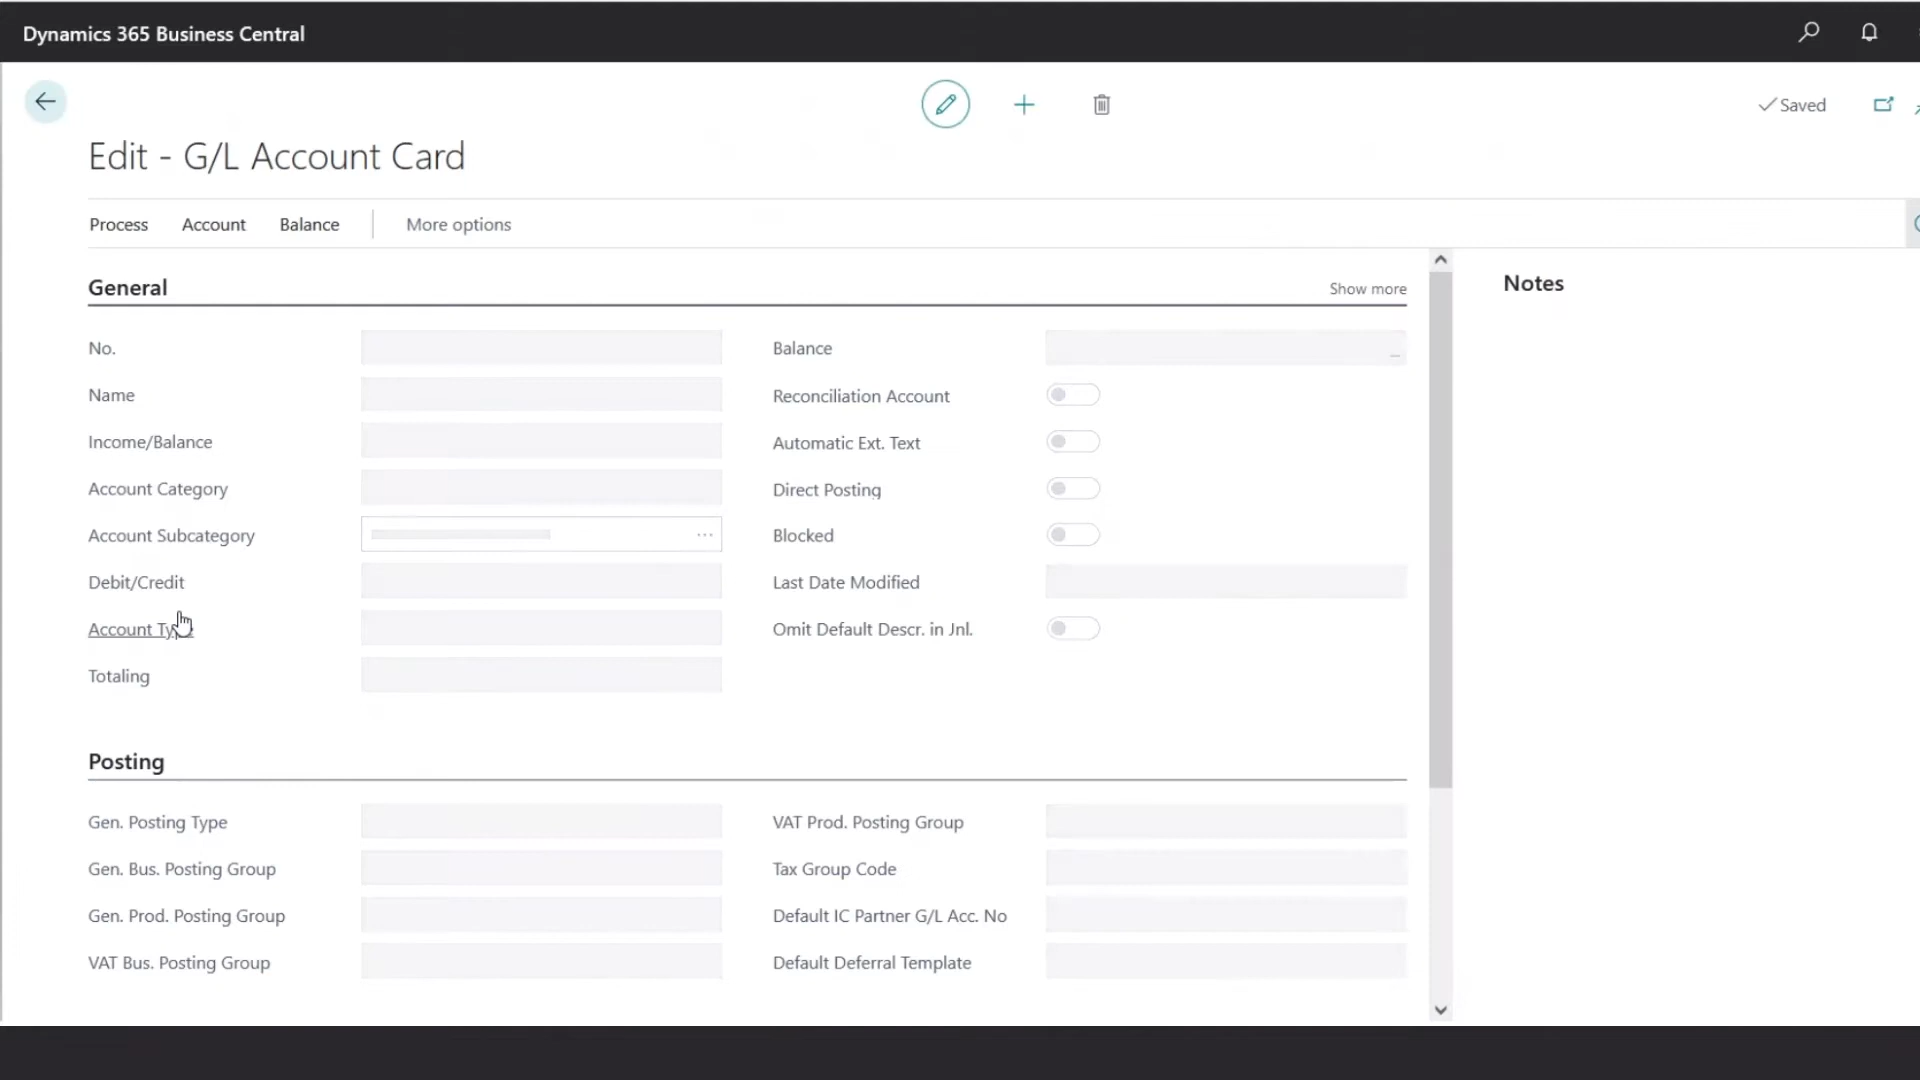 Dynamics 365 Business Central
Saved
Edit - G/L Account Card
Process Account Balance More options
General Show more
Notes
No. Balance
Name Reconciliation Account
Income/Balance Automatic Ext. Text
Account Category Direct Posting
Account Subcategory ... Blocked
Debit/Credit Last Date Modified
Account Type Omit Default Descr. in Jnl.
Totaling
Posting
Gen. Posting Type VAT Prod. Posting Group
Gen. Bus. Posting Group Tax Group Code
Gen. Prod. Posting Group Default IC Partner G/L Acc. No
VAT Bus. Posting Group Default Deferral Template